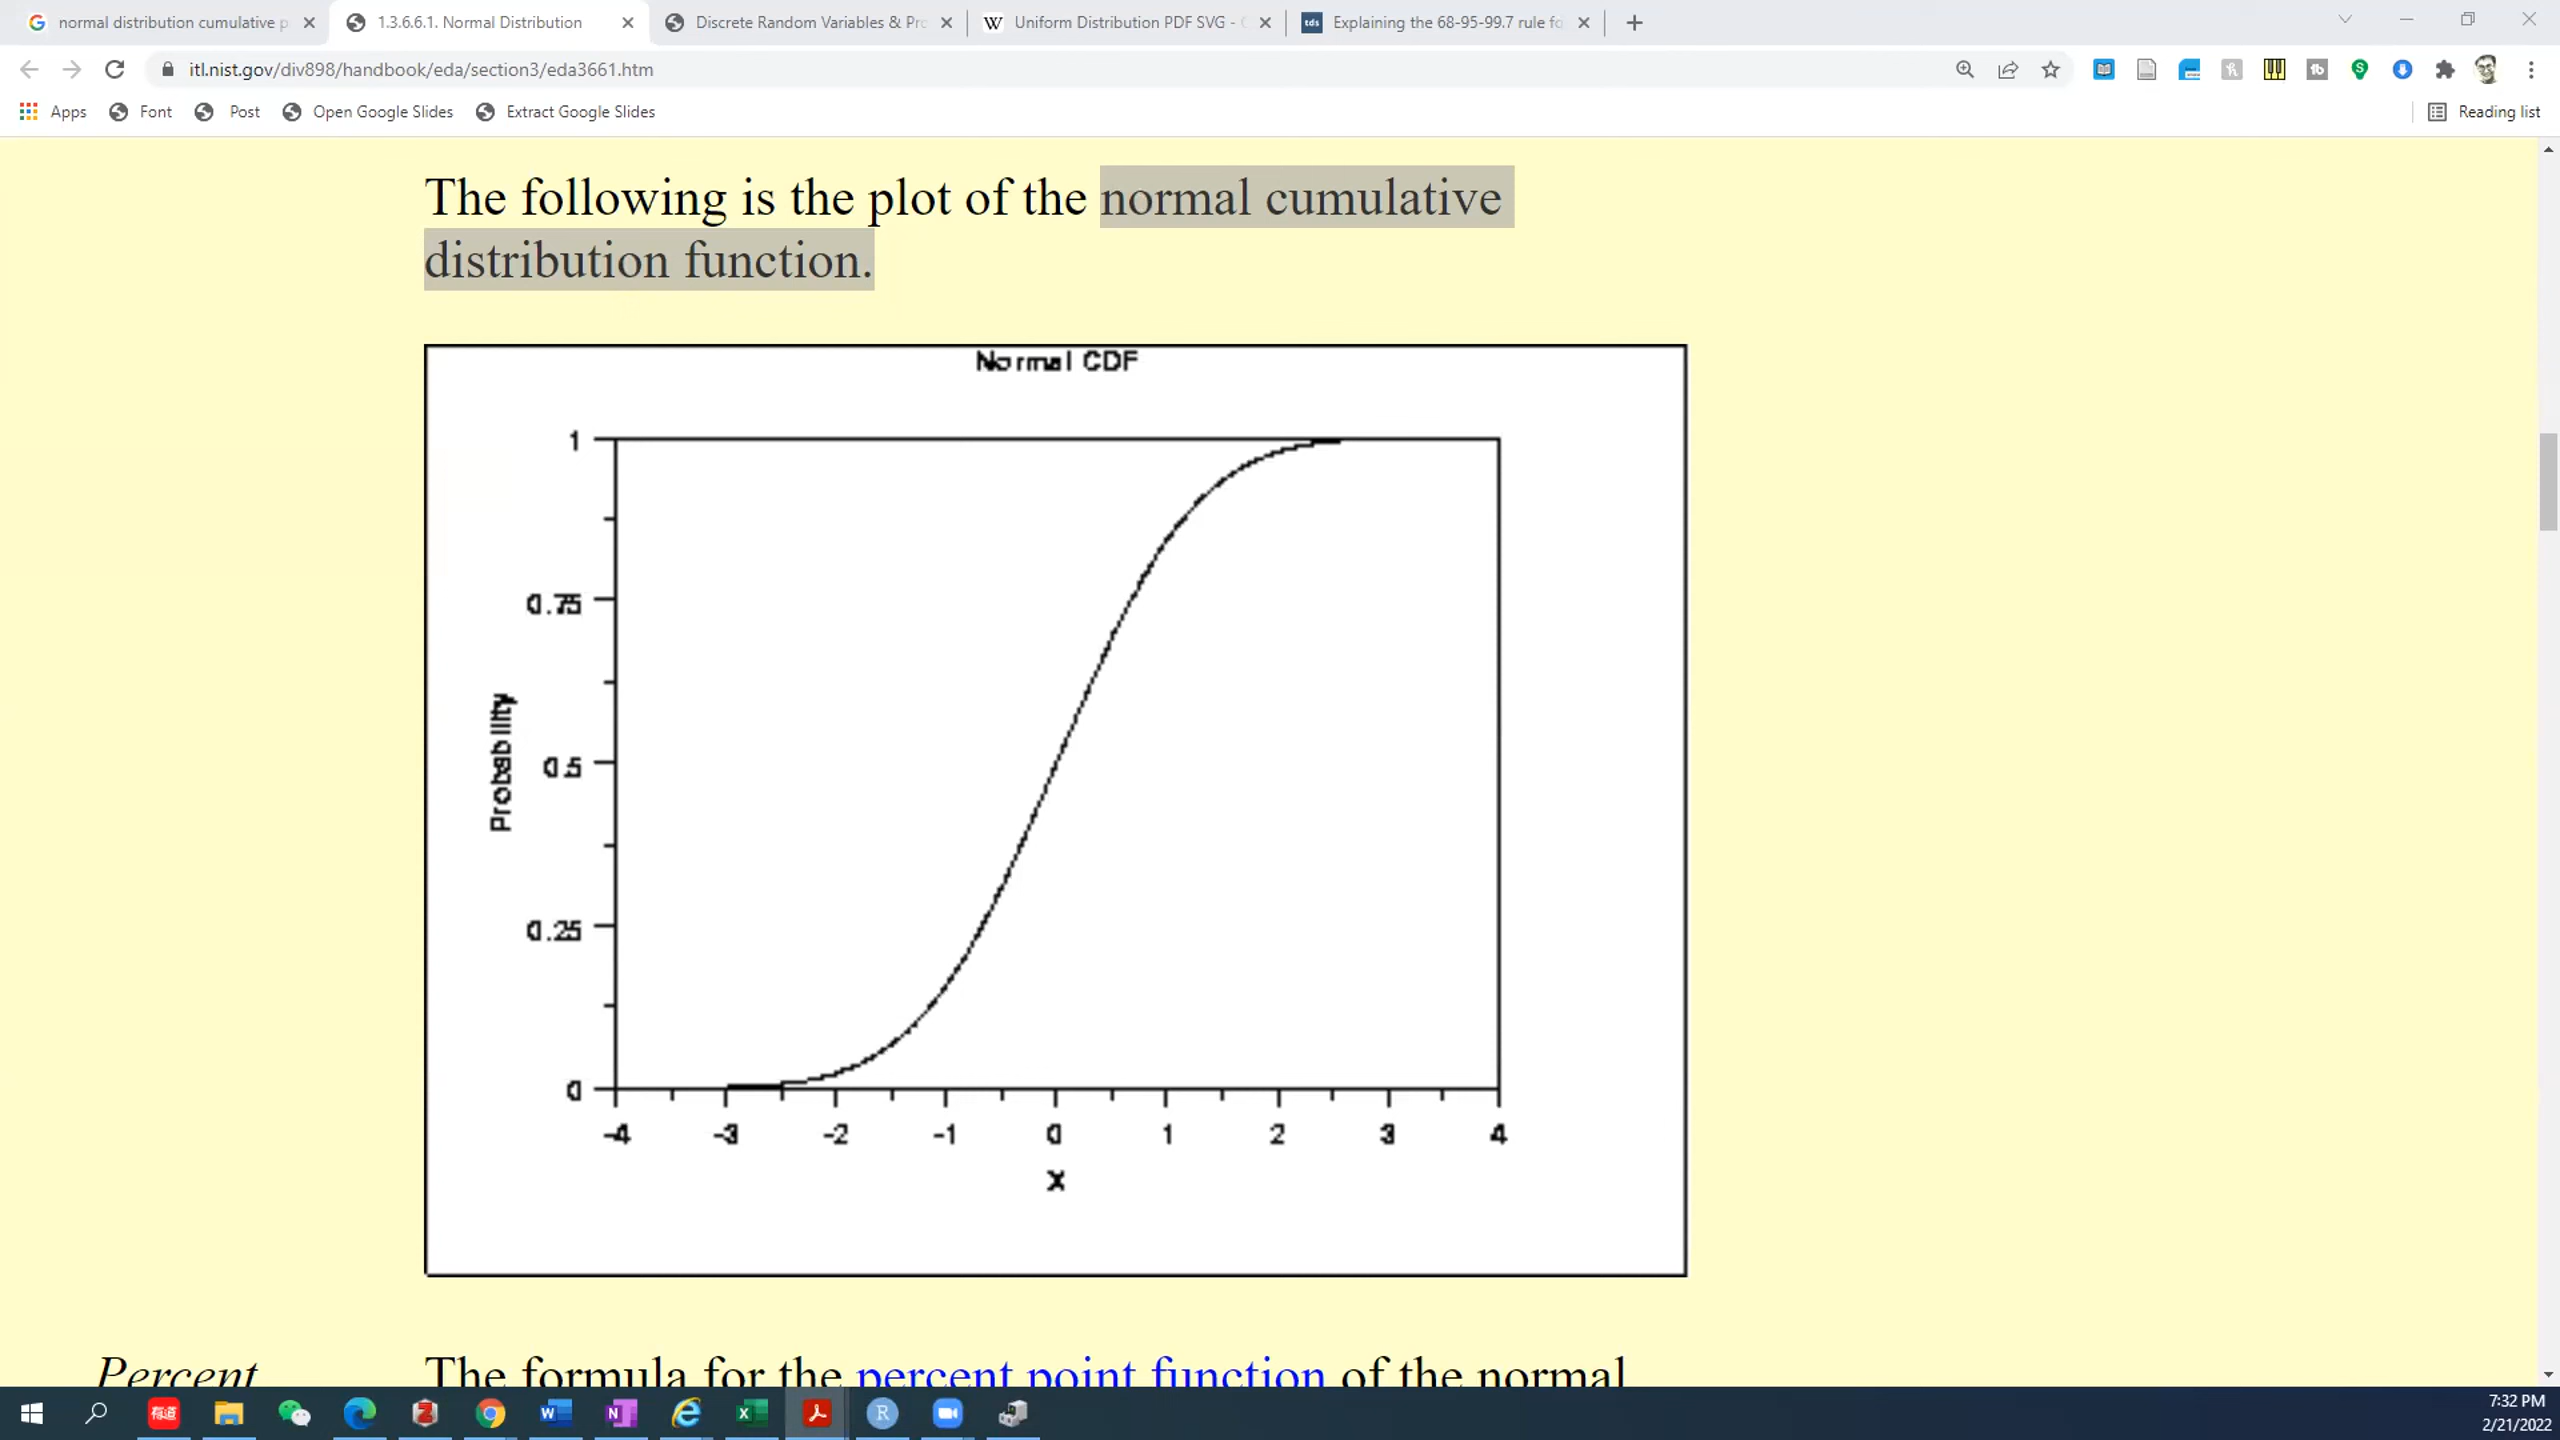 normal distribution cumulative p
1.3.6.6.1. Normal Distribution
Discrete Random Variables & Pro
Uniform Distribution PDF SVG - C
Explaining the 68-95-99.7 rule fo
itl.nist.gov/div898/handbook/eda/section3/eda3661.htm
Apps
Font
Post
Open Google Slides
Extract Google Slides
Reading list
The following is the plot of the normal cumulative
distribution function.
Normal CDF
1
0.75
0.5
0.25
0
Probability
-4 -3 -2 -1 0 1 2 3 4
X
Percent
The formula for the percent point function of the normal
7:32 PM
2/21/2022